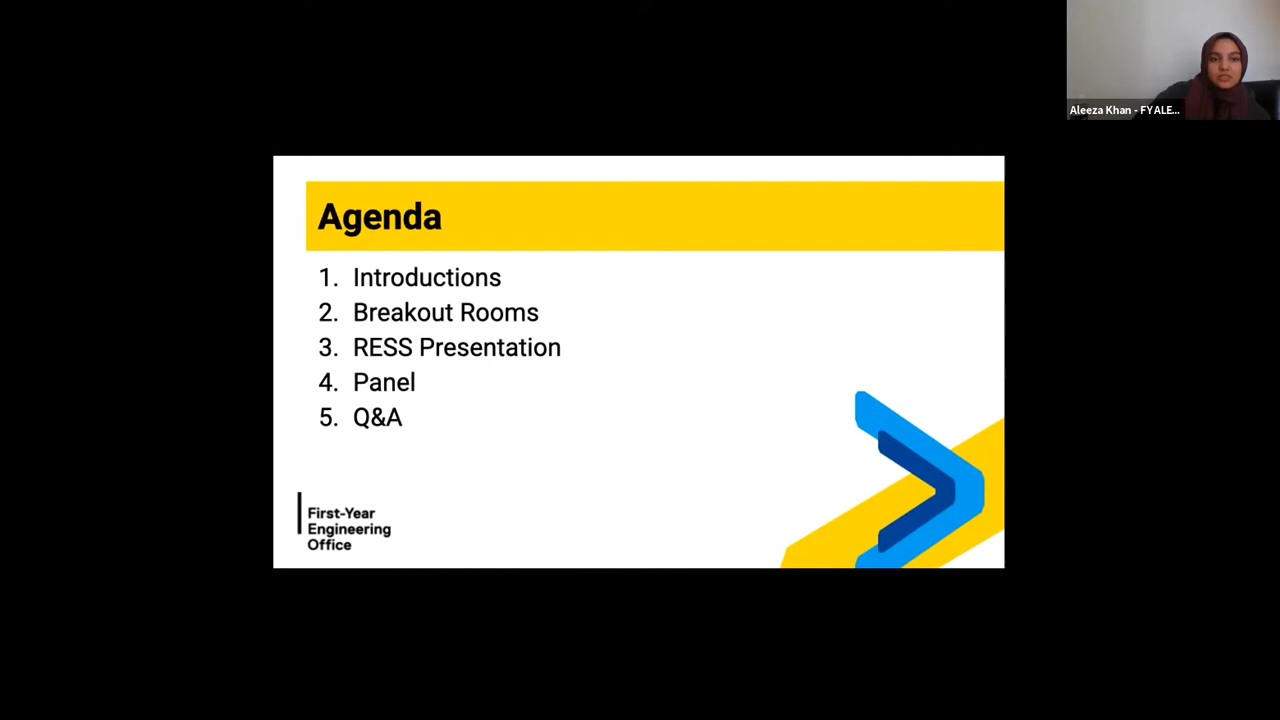 Aleeza Khan - FYALE...
Agenda
1. Introductions
2. Breakout Rooms
3. RESS Presentation
4. Panel
5. Q&A
First-Year
Engineering
Office